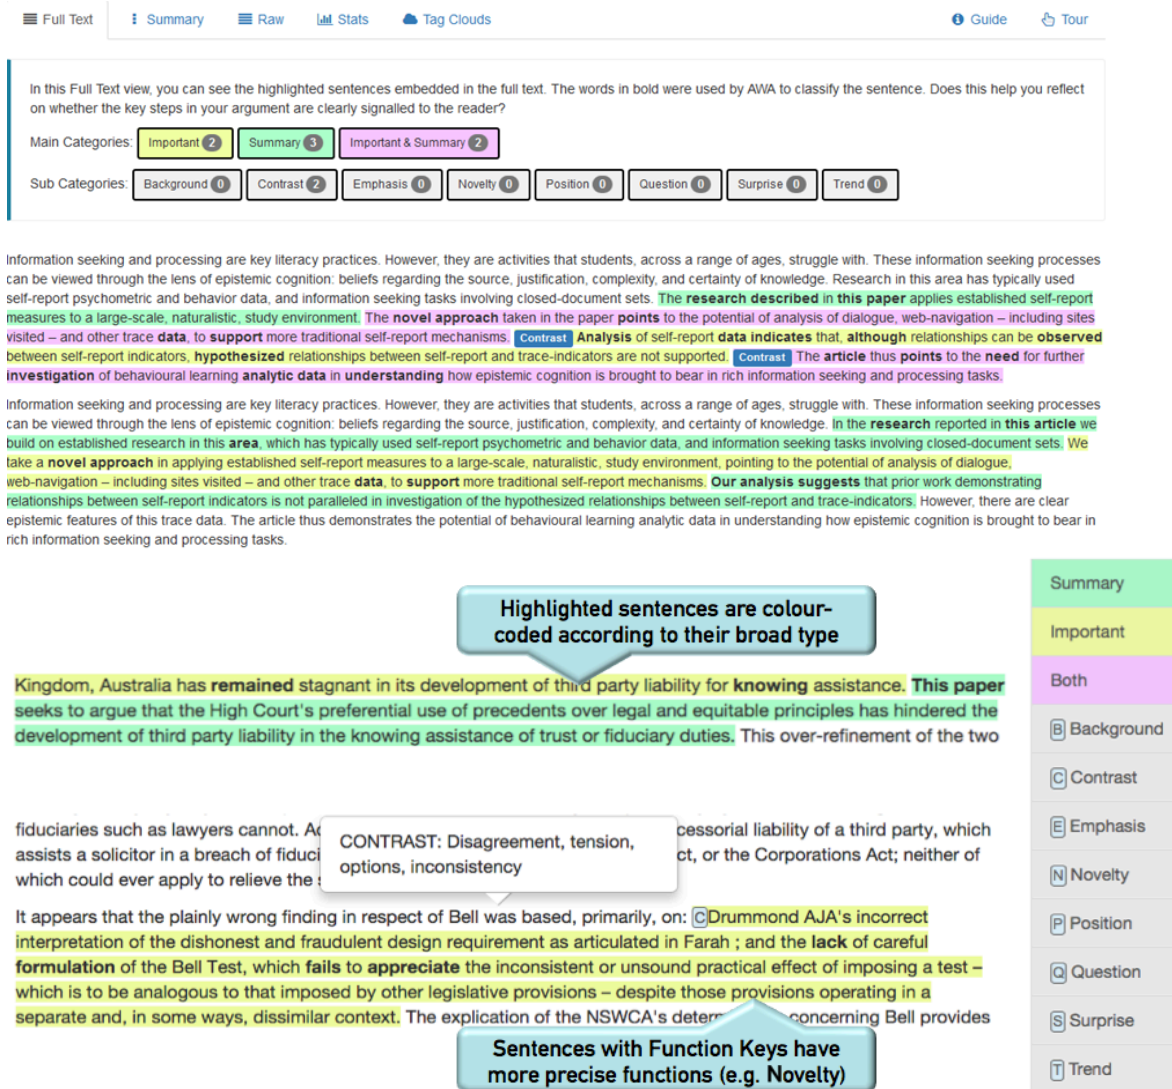 Full Text Summary Raw Stats Tag Clouds Guide Tour
In this Full Text view, you can see the highlighted sentences embedded in the full text. The words in bold were used by AWA to classify the sentence. Does this help you reflect
on whether the key steps in your argument are clearly signalled to the reader?
Main Categories: Important 2 Summary 3 Important & Summary 2
Sub Categories: Background 0 Contrast 2 Emphasis 0 Novelty 0 Position 0 Question 0 Surprise 0 Trend 0
Information seeking and processing are key literacy practices. However, they are activities that students, across a range of ages, struggle with. These information seeking processes
can be viewed through the lens of epistemic cognition: beliefs regarding the source, justification, complexity, and certainty of knowledge. Research in this area has typically used
self-report psychometric and behavior data, and information seeking tasks involving closed-document sets. The research described in this paper applies established self-report
measures to a large-scale, naturalistic, study environment. The novel approach taken in the paper points to the potential of analysis of dialogue, web-navigation – including sites
visited – and other trace data, to support more traditional self-report mechanisms. Contrast Analysis of self-report data indicates that, although relationships can be observed
between self-report indicators, hypothesized relationships between self-report and trace-indicators are not supported. Contrast The article thus points to the need for further
investigation of behavioural learning analytic data in understanding how epistemic cognition is brought to bear in rich information seeking and processing tasks.
Information seeking and processing are key literacy practices. However, they are activities that students, across a range of ages, struggle with. These information seeking processes
can be viewed through the lens of epistemic cognition: beliefs regarding the source, justification, complexity, and certainty of knowledge. In the research reported in this article we
build on established research in this area, which has typically used self-report psychometric and behavior data, and information seeking tasks involving closed-document sets. We
take a novel approach in applying established self-report measures to a large-scale, naturalistic, study environment, pointing to the potential of analysis of dialogue,
web-navigation – including sites visited – and other trace data, to support more traditional self-report mechanisms. Our analysis suggests that prior work demonstrating
relationships between self-report indicators is not paralleled in investigation of the hypothesized relationships between self-report and trace-indicators. However, there are clear
epistemic features of this trace data. The article thus demonstrates the potential of behavioural learning analytic data in understanding how epistemic cognition is brought to bear in
rich information seeking and processing tasks.
Highlighted sentences are colour-
coded according to their broad type
Kingdom, Australia has remained stagnant in its development of third party liability for knowing assistance. This paper
seeks to argue that the High Court's preferential use of precedents over legal and equitable principles has hindered the
development of third party liability in the knowing assistance of trust or fiduciary duties. This over-refinement of the two
fiduciaries such as lawyers cannot. cessorial liability of a third party, which
assists a solicitor in a breach of ct, or the Corporations Act; neither of
which could ever apply to relieve the
CONTRAST: Disagreement, tension,
options, inconsistency
It appears that the plainly wrong finding in respect of Bell was based, primarily, on: C Drummond AJA's incorrect
interpretation of the dishonest and fraudulent design requirement as articulated in Farah ; and the lack of careful
formulation of the Bell Test, which fails to appreciate the inconsistent or unsound practical effect of imposing a test –
which is to be analogous to that imposed by other legislative provisions – despite those provisions operating in a
separate and, in some ways, dissimilar context. The explication of the NSWCA's concerning Bell provides
Sentences with Function Keys have
more precise functions (e.g. Novelty)
Summary
Important
Both
B Background
C Contrast
E Emphasis
N Novelty
P Position
Q Question
S Surprise
T Trend